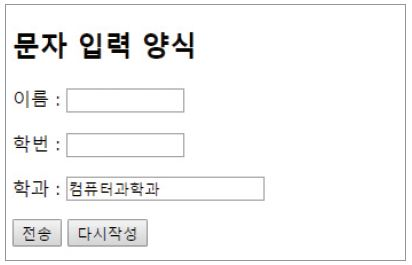 문자 입력 양식
이름 :
학번 :
학과 : 컴퓨터과학과
전송 다시작성